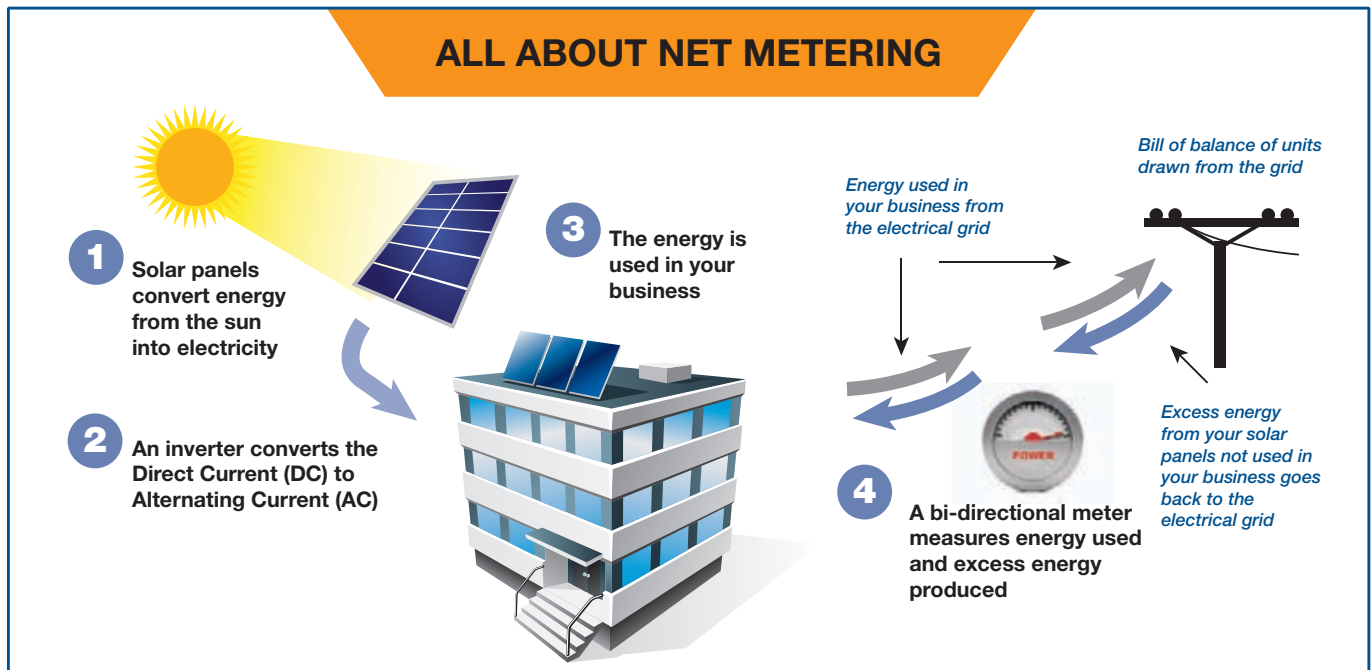 ALL ABOUT NET METERING
1
Solar panels
convert energy
from the sun
into electricity
2
An inverter converts the
Direct Current (DC) to
Alternating Current (AC)
3
The energy is
used in your
business
Energy used in
your business from
the electrical grid
Bill of balance of units
drawn from the grid
POWER
4
A bi-directional meter
measures energy used
and excess energy
produced
Excess energy
from your solar
panels not used in
your business goes
back to the
electrical grid